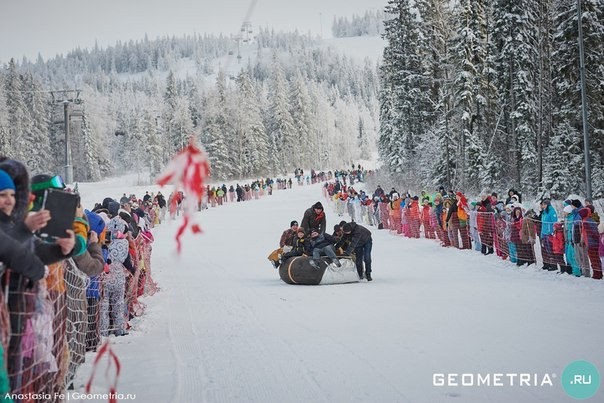 GEOMETRIA .RU
Anastasia Fe | Geometria.ru